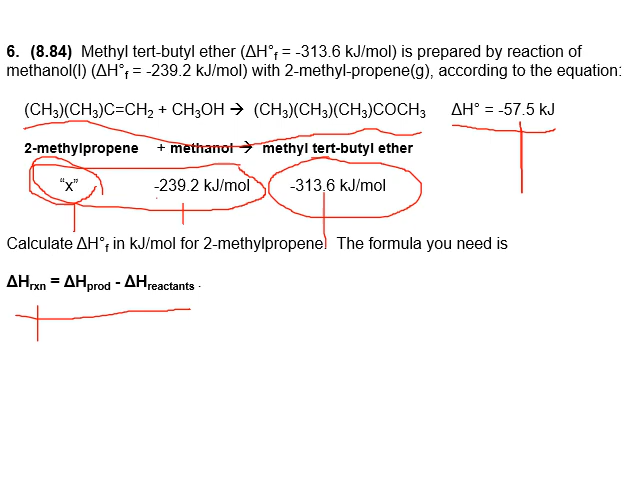 6. (8.84) Methyl tert-butyl ether (ΔH°f = -313.6 kJ/mol) is prepared by reaction of
methanol(l) (ΔH°f = -239.2 kJ/mol) with 2-methyl-propene(g), according to the equation:
(CH3)(CH3)C=CH2 + CH3OH → (CH3)(CH3)(CH3)COCH3 ΔH° = -57.5 kJ
2-methylpropene + methanol → methyl tert-butyl ether
“x” -239.2 kJ/mol -313.6 kJ/mol
Calculate ΔH°f in kJ/mol for 2-methylpropene! The formula you need is
ΔHrxn = ΔHprod - ΔHreactants .